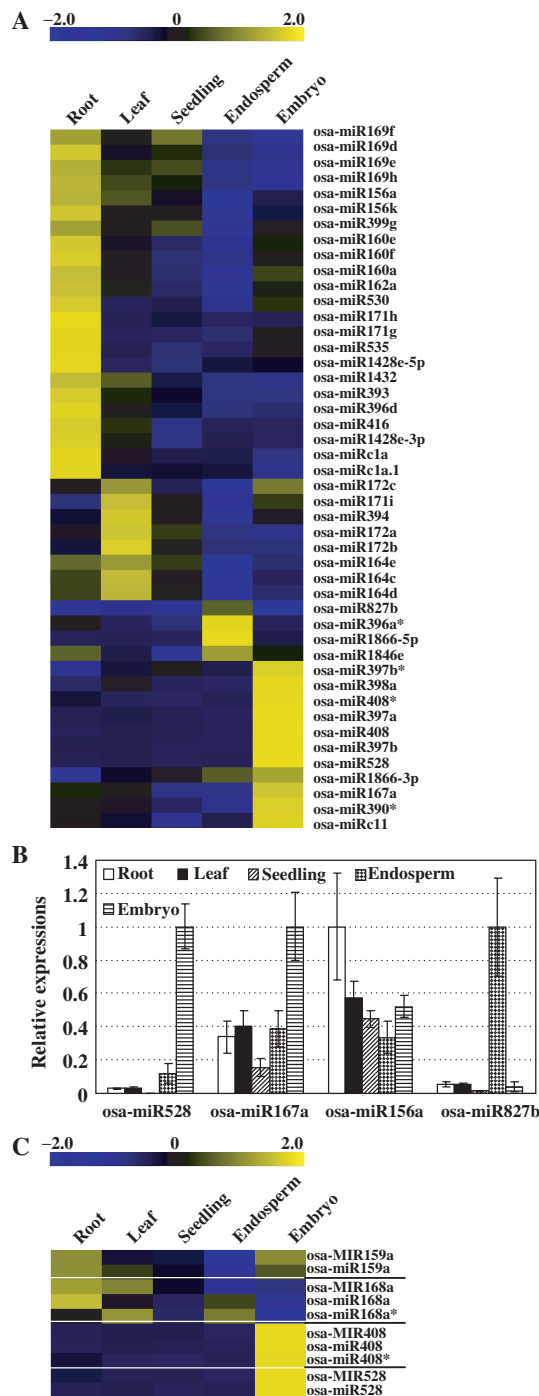 A
−2.0 0 2.0
Root Leaf Seedling Endosperm Embryo
osa-miR169f
osa-miR169d
osa-miR169e
osa-miR169h
osa-miR156a
osa-miR156k
osa-miR399g
osa-miR160e
osa-miR160f
osa-miR160a
osa-miR162a
osa-miR530
osa-miR171h
osa-miR171g
osa-miR535
osa-miR1428e-5p
osa-miR1432
osa-miR393
osa-miR396d
osa-miR416
osa-miR1428e-3p
osa-miRc1a
osa-miRc1a.1
osa-miR172c
osa-miR171i
osa-miR394
osa-miR172a
osa-miR172b
osa-miR164e
osa-miR164c
osa-miR164d
osa-miR827b
osa-miR396a*
osa-miR1866-5p
osa-miR1846e
osa-miR397b*
osa-miR398a
osa-miR408*
osa-miR397a
osa-miR408
osa-miR397b
osa-miR528
osa-miR1866-3p
osa-miR167a
osa-miR390*
osa-miRc11
B
Relative expressions
1.4
1.2
1
0.8
0.6
0.4
0.2
0
Root Leaf Seedling Endosperm
Embryo
osa-miR528 osa-miR167a osa-miR156a osa-miR827b
C
−2.0 0 2.0
Root Leaf Seedling Endosperm Embryo
osa-MIR159a
osa-miR159a
osa-MIR168a
osa-miR168a
osa-miR168a*
osa-MIR408
osa-miR408
osa-miR408*
osa-MIR528
osa-miR528